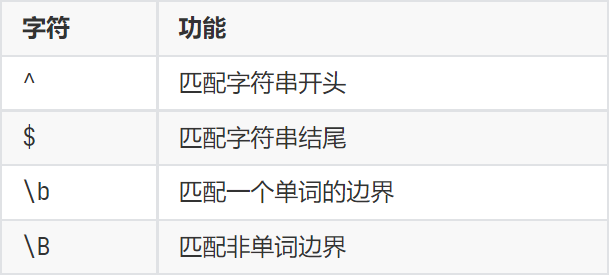 字符 功能
^ 匹配字符串开头
$ 匹配字符串结尾
\b 匹配一个单词的边界
\B 匹配非单词边界